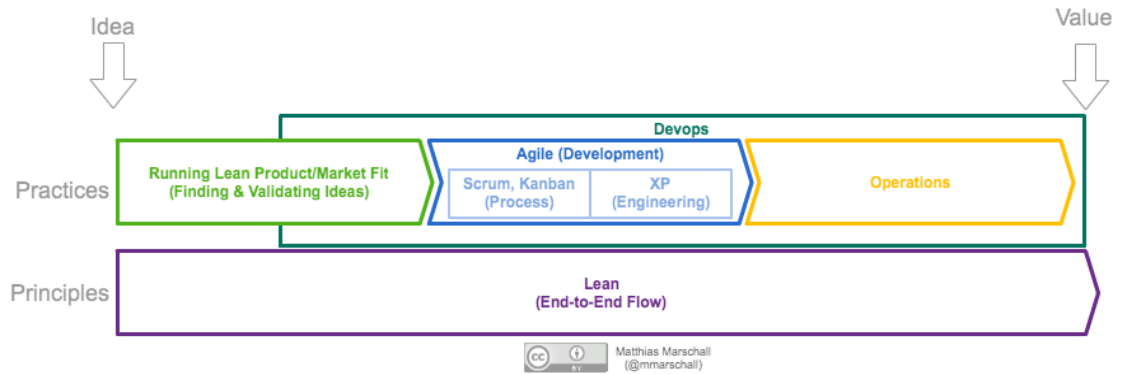 Idea
Value
Devops
Practices
Running Lean Product/Market Fit
(Finding & Validating Ideas)
Agile (Development)
Scrum, Kanban
(Process)
XP
(Engineering)
Operations
Principles
Lean
(End-to-End Flow)
cc
BY
Matthias Marschall
(@mmarschall)